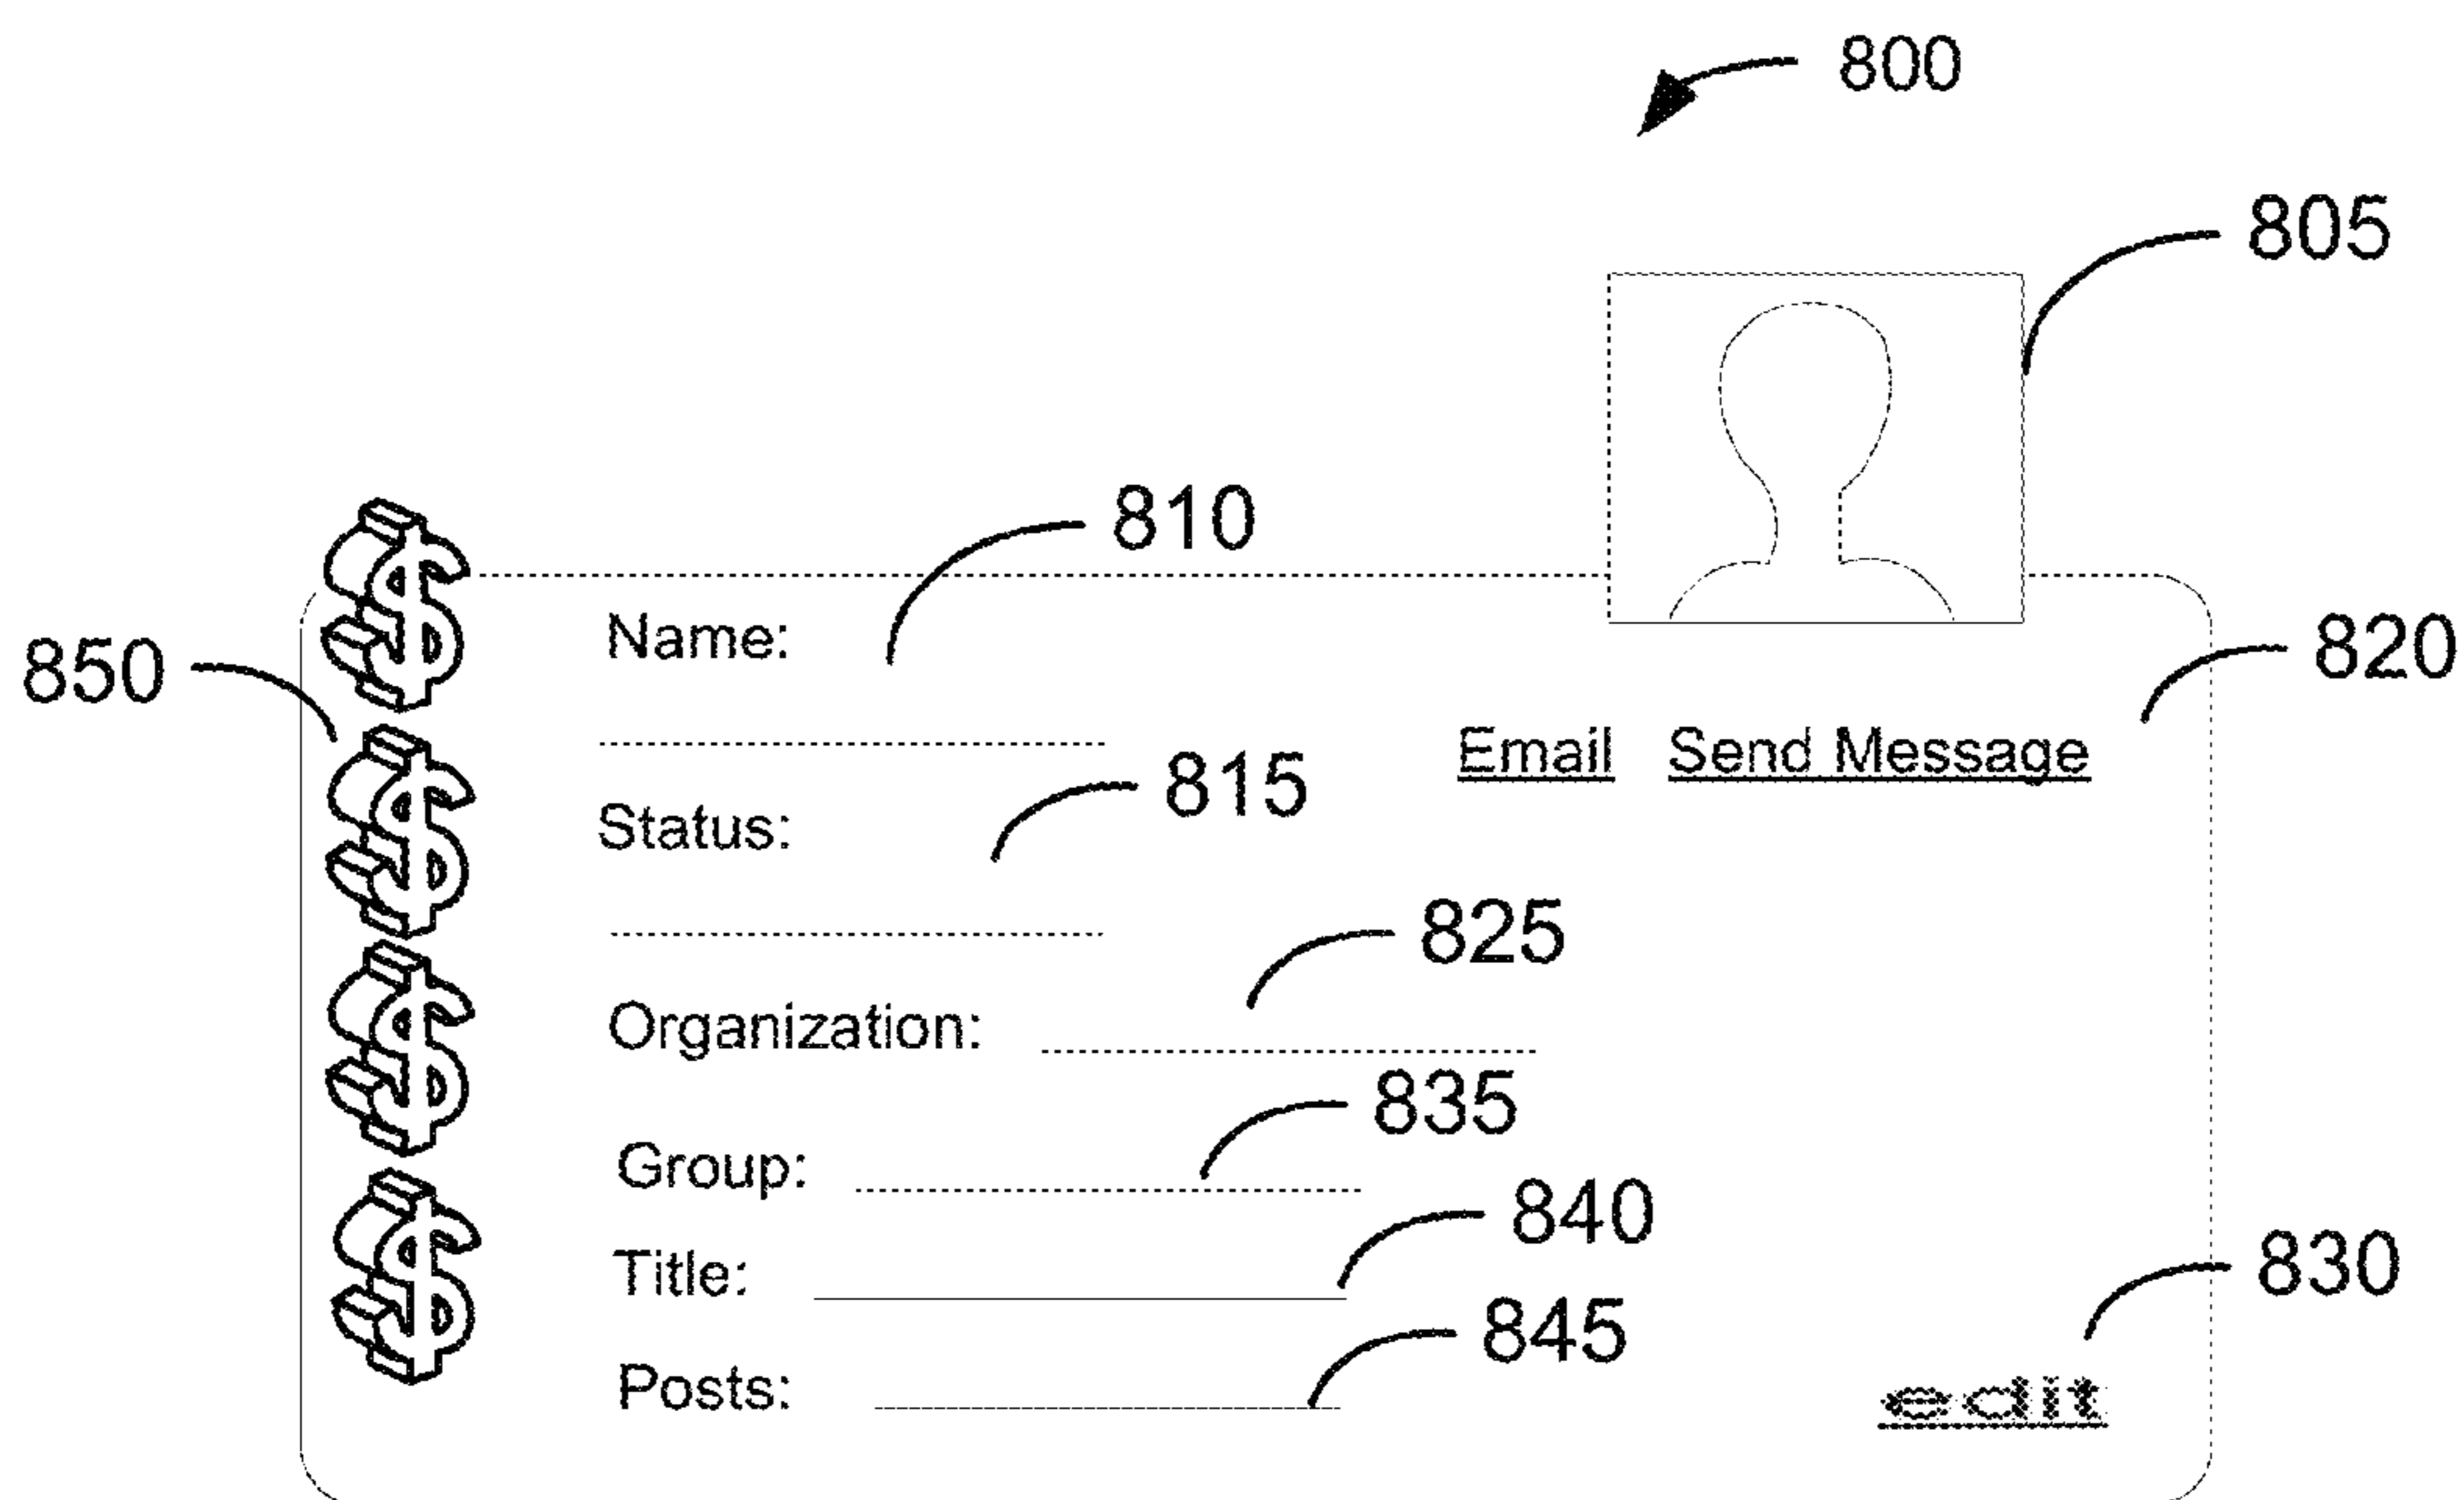 800
805
810
Name:
850
820
Email Send Message
815
Status:
825
Organization:
835
Group:
840
Title:
830
845
Posts:
edit
$
$
$
$